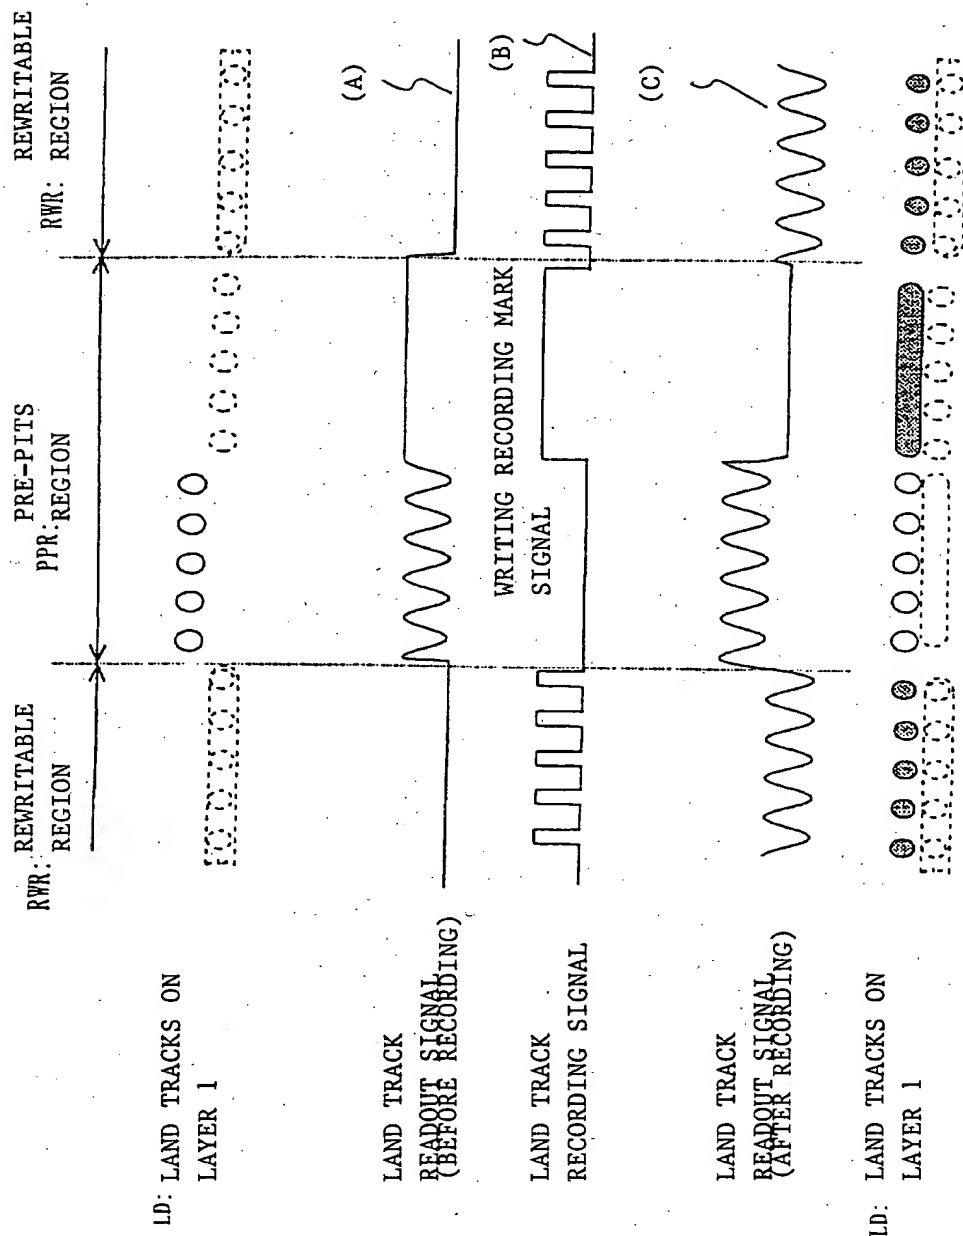 RWR: REWRITABLE
REGION
PRE-PITS
PPR: REGION
REWRITABLE
RWR: REGION
LD: LAND TRACKS ON
LAYER 1
LAND TRACK
READOUT SIGNAL
(BEFORE RECORDING)
(A)
LAND TRACK
RECORDING SIGNAL
WRITING RECORDING MARK
SIGNAL
(B)
LAND TRACK
READOUT SIGNAL
(AFTER RECORDING)
(C)
LD: LAND TRACKS ON
LAYER 1